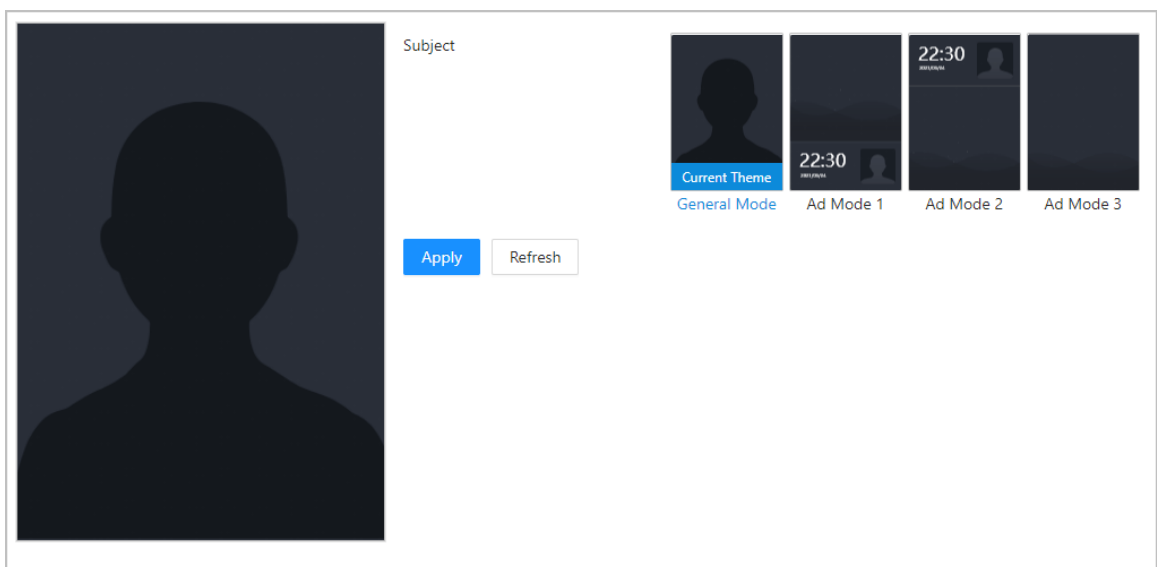 Subject
22:30
22:30
Current Theme
General Mode
Ad Mode 1
Ad Mode 2
Ad Mode 3
Apply
Refresh